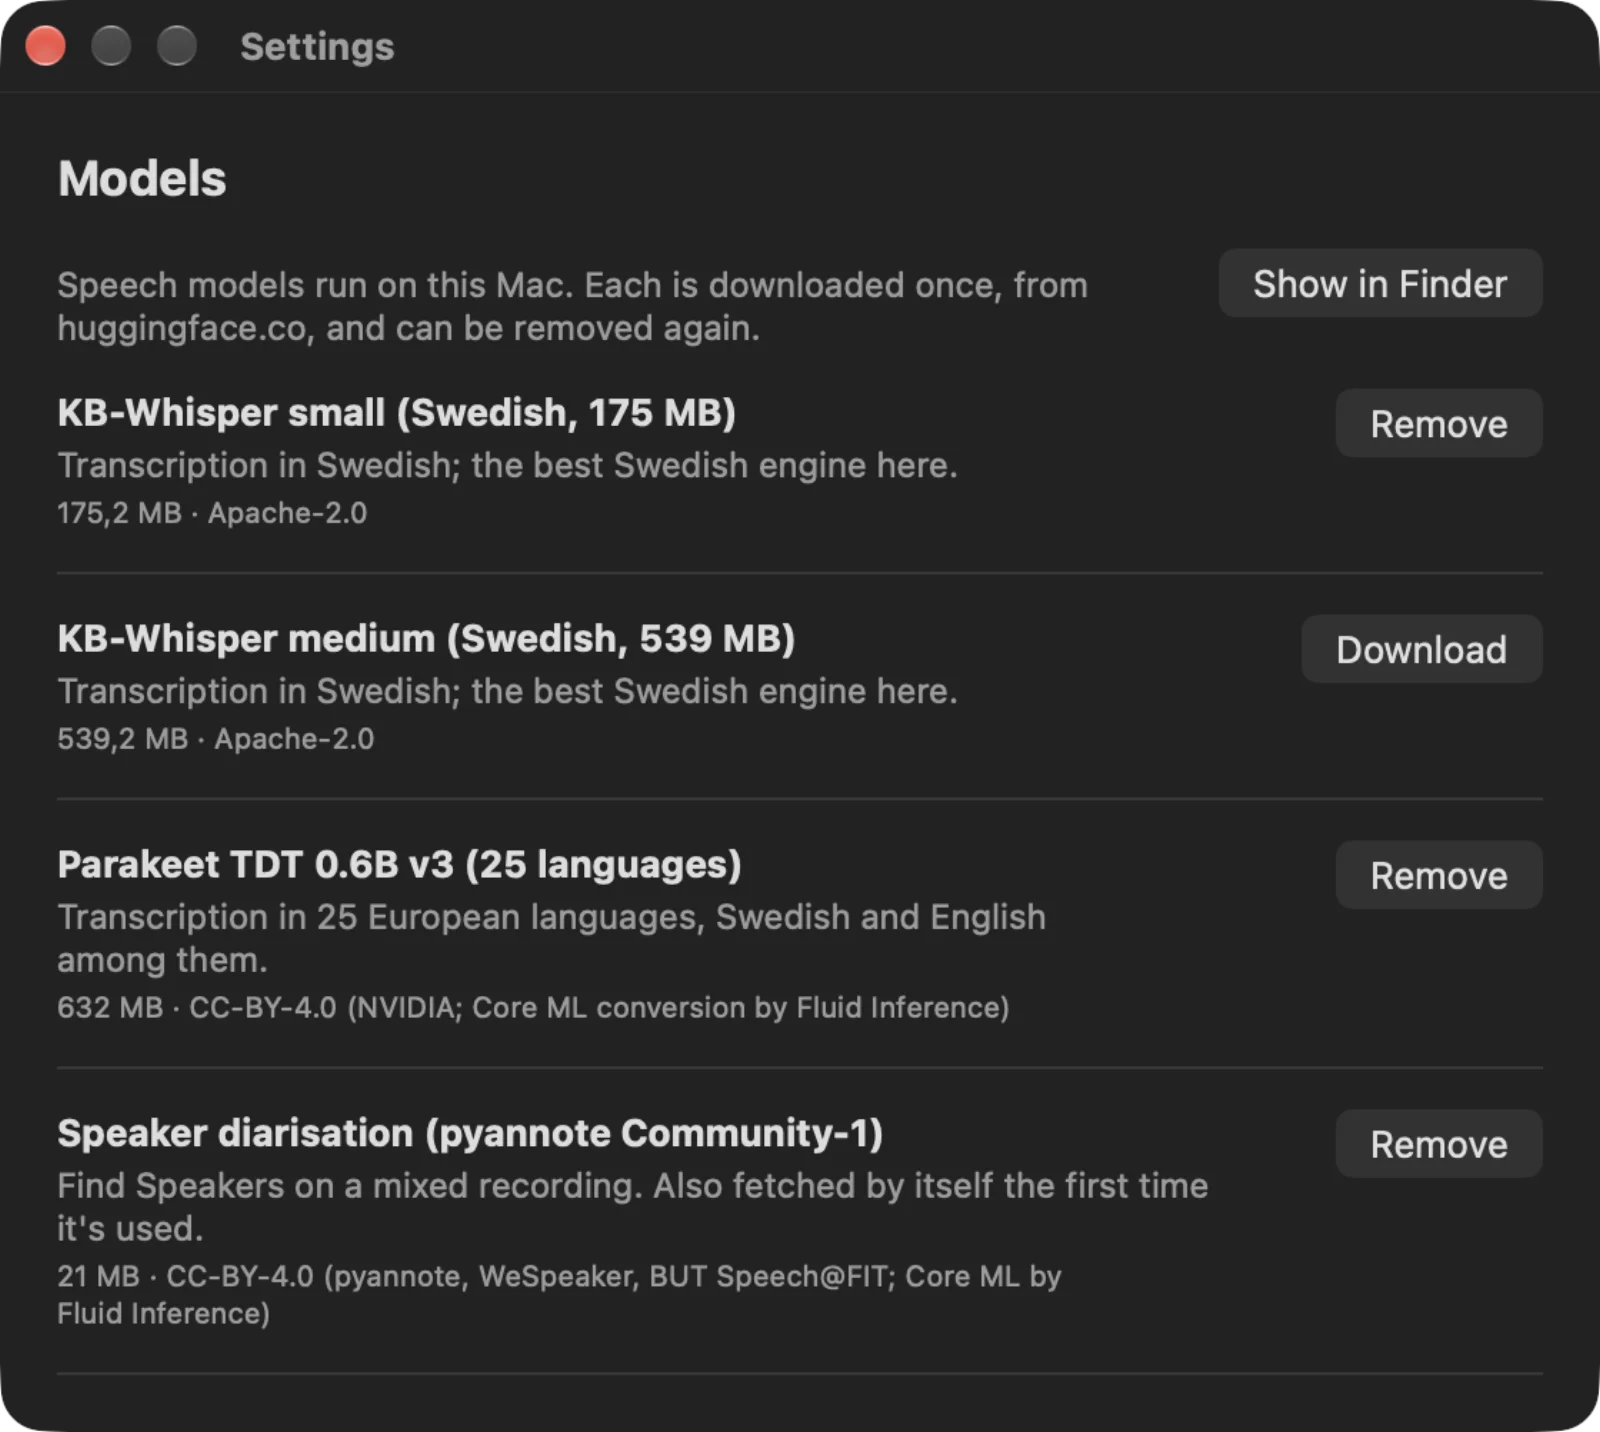 Settings
Models
Speech models run on this Mac. Each is downloaded once, from
huggingface.co, and can be removed again.
Show in Finder
KB-Whisper small (Swedish, 175 MB)
Remove
Transcription in Swedish; the best Swedish engine here.
175,2 MB · Apache-2.0
KB-Whisper medium (Swedish, 539 MB)
Download
Transcription in Swedish; the best Swedish engine here.
539,2 MB · Apache-2.0
Parakeet TDT 0.6B v3 (25 languages)
Remove
Transcription in 25 European languages, Swedish and English
among them.
632 MB · CC-BY-4.0 (NVIDIA; Core ML conversion by Fluid Inference)
Speaker diarisation (pyannote Community-1)
Remove
Find Speakers on a mixed recording. Also fetched by itself the first time
it's used.
21 MB · CC-BY-4.0 (pyannote, WeSpeaker, BUT Speech@FIT; Core ML by
Fluid Inference)